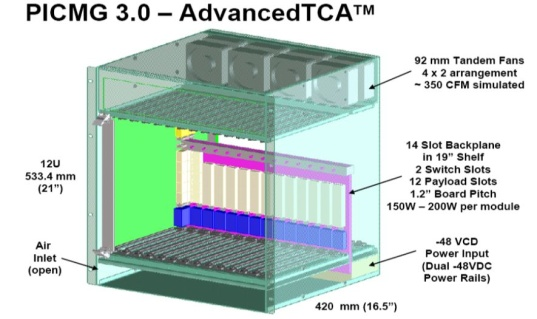 PICMG 3.0 – AdvancedTCA™
92 mm Tandem Fans
4 x 2 arrangement
~ 350 CFM simulated
12U
533.4 mm
(21”)
14 Slot Backplane
in 19” Shelf
2 Switch Slots
12 Payload Slots
1.2” Board Pitch
150W – 200W per module
Air
Inlet
(open)
-48 VCD
Power Input
(Dual -48VDC
Power Rails)
420 mm (16.5”)